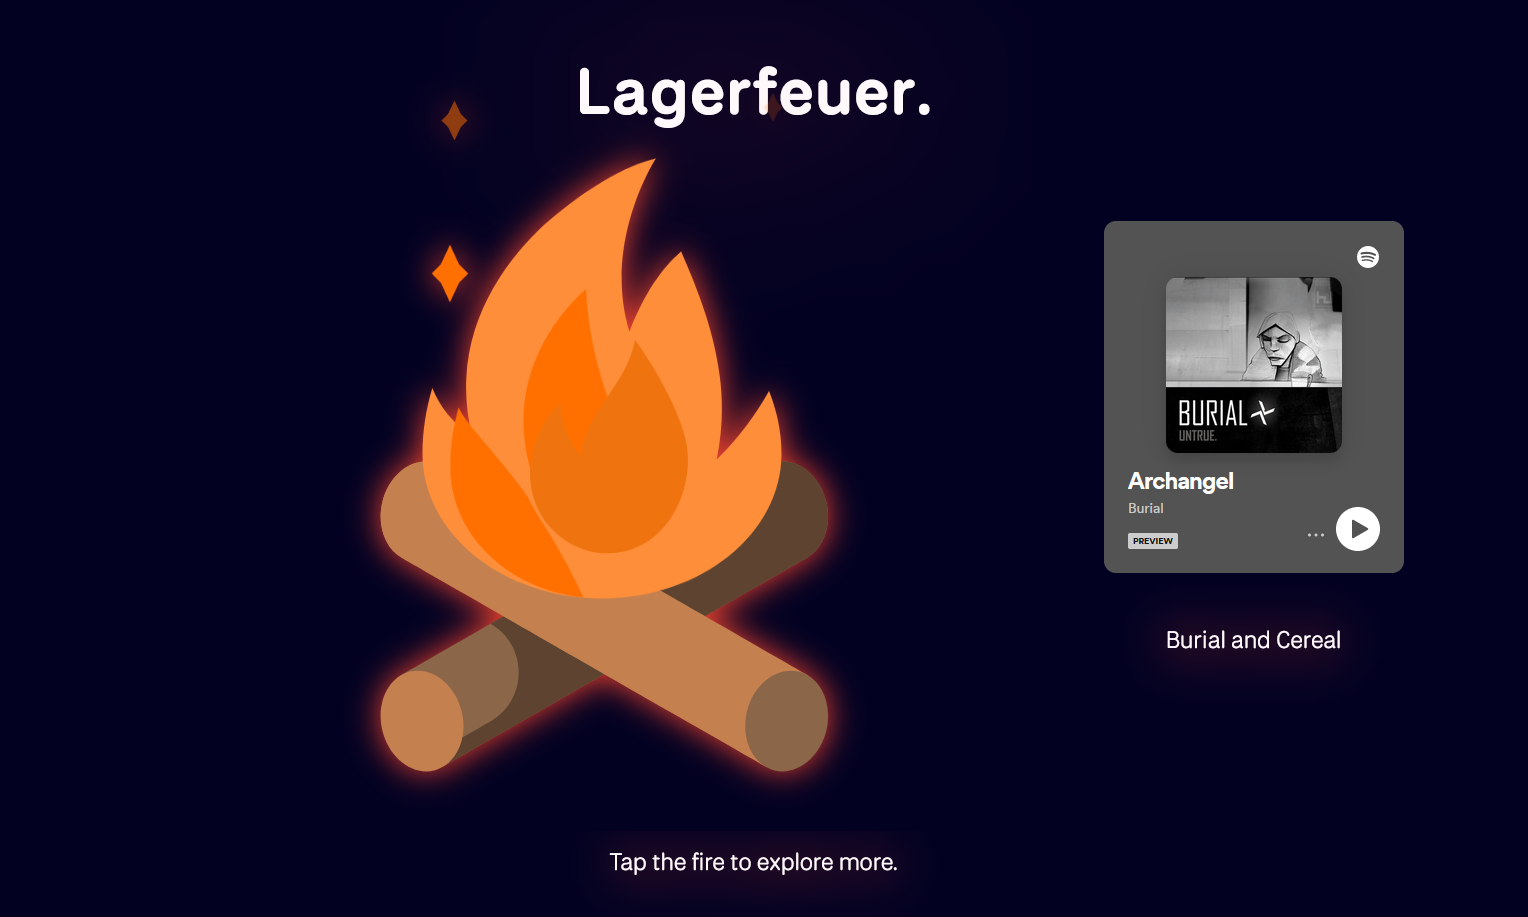 Lagerfeuer.
BURIAL
UNTRUE.
Archangel
Burial
PREVIEW
Burial and Cereal
Tap the fire to explore more.